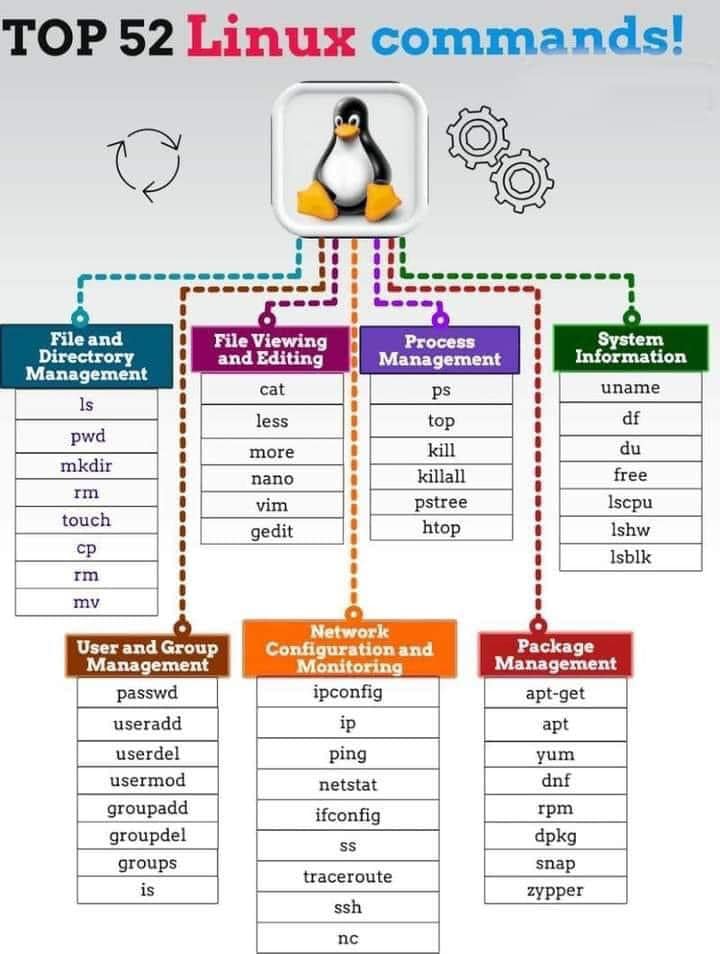 TOP 52 Linux commands!
File and
Directrory
Management
ls
pwd
mkdir
rm
touch
cp
rm
mv
File Viewing
and Editing
cat
less
more
nano
vim
gedit
Process
Management
ps
top
kill
killall
pstree
htop
System
Information
uname
df
du
free
lscpu
lshw
lsblk
User and Group
Management
passwd
useradd
userdel
usermod
groupadd
groupdel
groups
is
Network
Configuration and
Monitoring
ipconfig
ip
ping
netstat
ifconfig
ss
traceroute
ssh
nc
Package
Management
apt-get
apt
yum
dnf
rpm
dpkg
snap
zypper